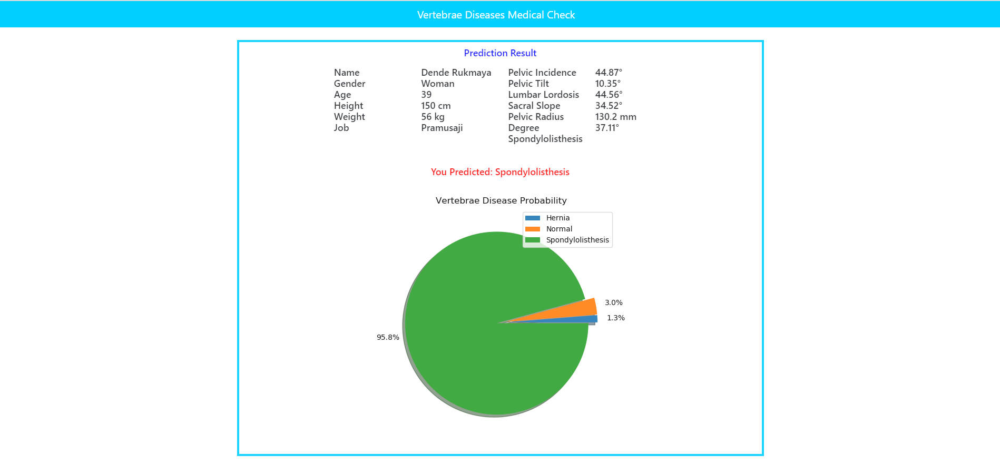 Vertebrae Diseases Medical Check
Prediction Result
Name Dende Rukmaya Pelvic Incidence 44.87°
Gender Woman Pelvic Tilt 10.35°
Age 39 Lumbar Lordosis 44.56°
Height 150 cm Sacral Slope 34.52°
Weight 56 kg Pelvic Radius 130.2 mm
Job Pramusaji Degree 37.11°
Spondylolisthesis
You Predicted: Spondylolisthesis
Vertebrae Disease Probability
Hernia
Normal
Spondylolisthesis
3.0%
1.3%
95.8%